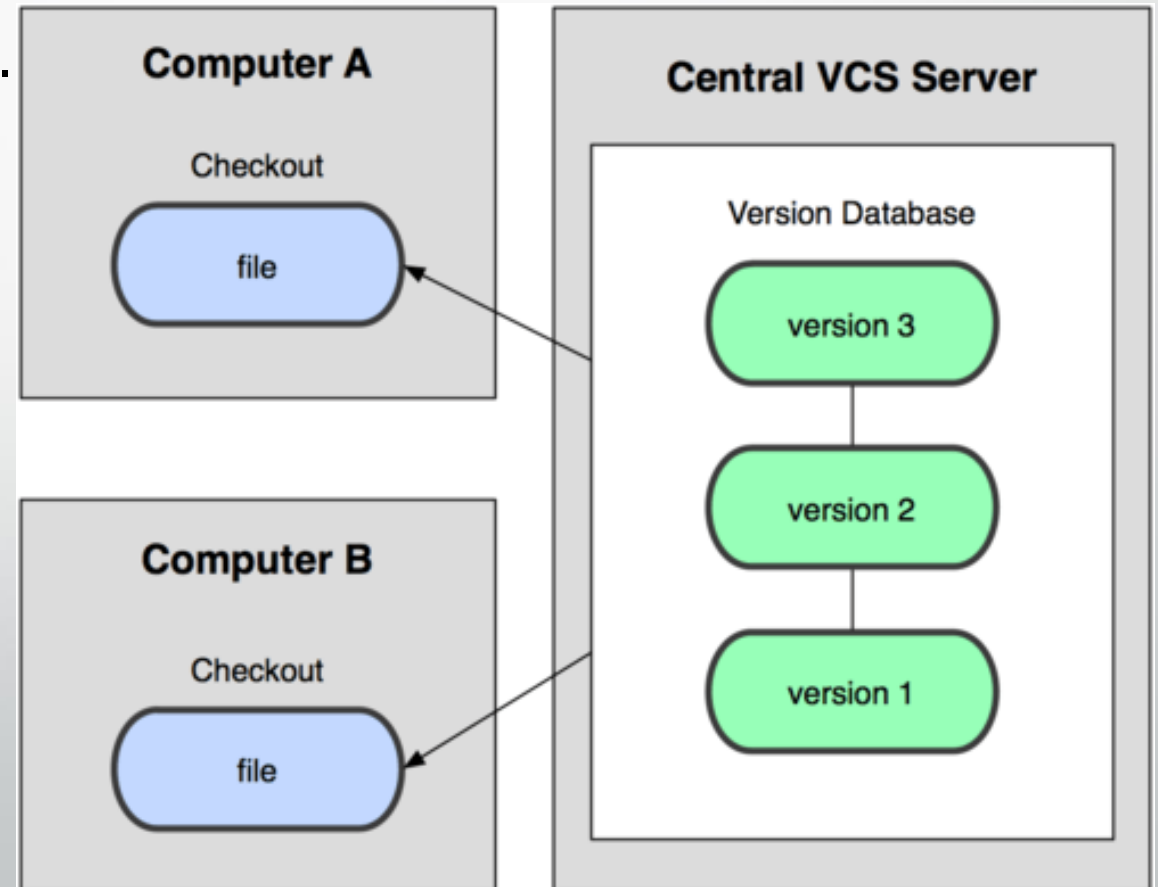 Computer A
Checkout
file
Computer B
Checkout
file
Central VCS Server
Version Database
version 3
version 2
version 1